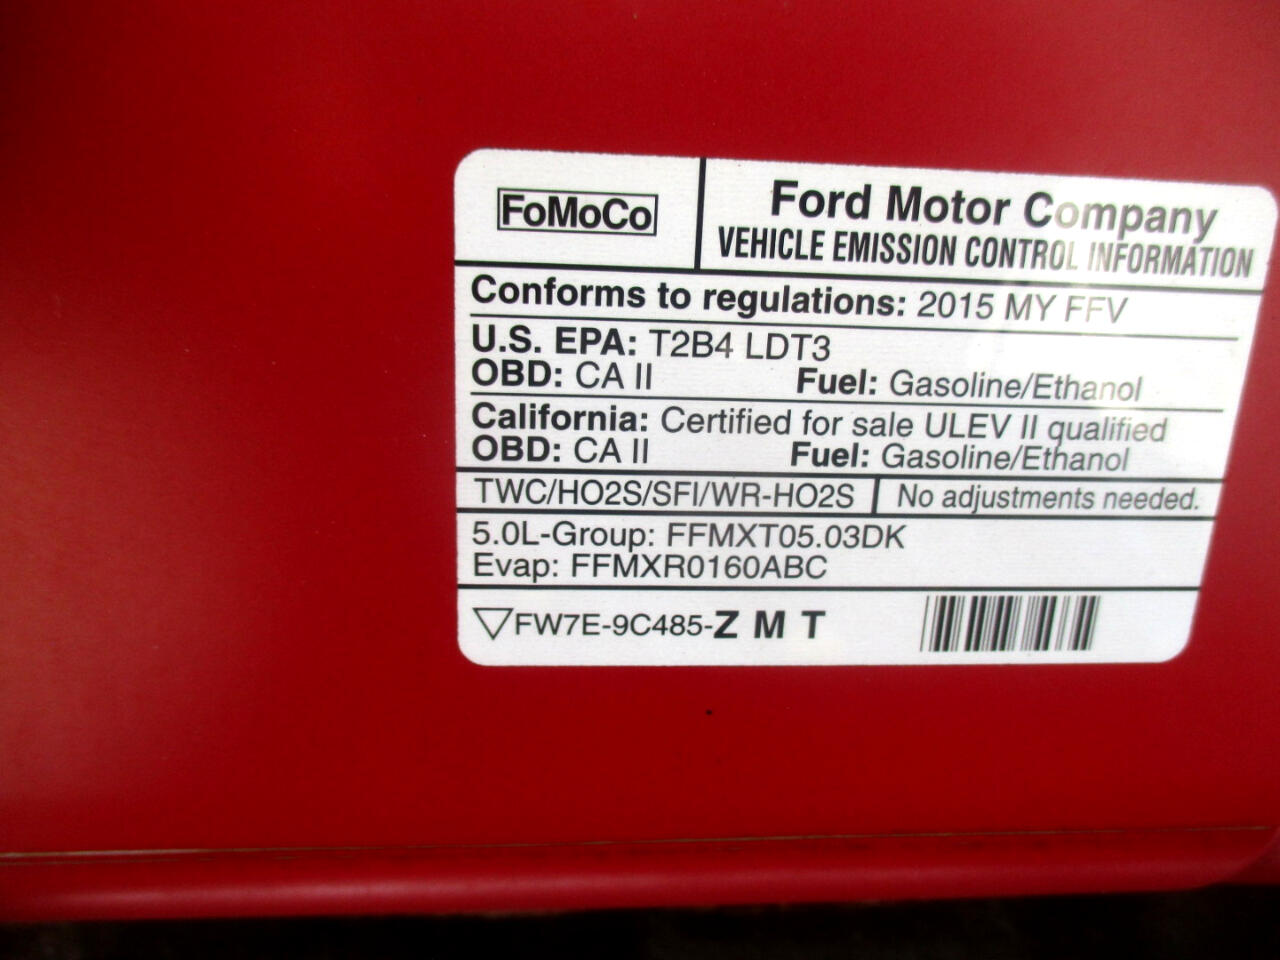 FoMoCo
Ford Motor Company
VEHICLE EMISSION CONTROL INFORMATION
Conforms to regulations: 2015 MY FFV
U.S. EPA: T2B4 LDT3
OBD: CA II Fuel: Gasoline/Ethanol
California: Certified for sale ULEV II qualified
OBD: CA II Fuel: Gasoline/Ethanol
TWC/HO2S/SFI/WR-HO2S No adjustments needed.
5.0L-Group: FFMXT05.03DK
Evap: FFMXR0160ABC
FW7E-9C485-Z M T